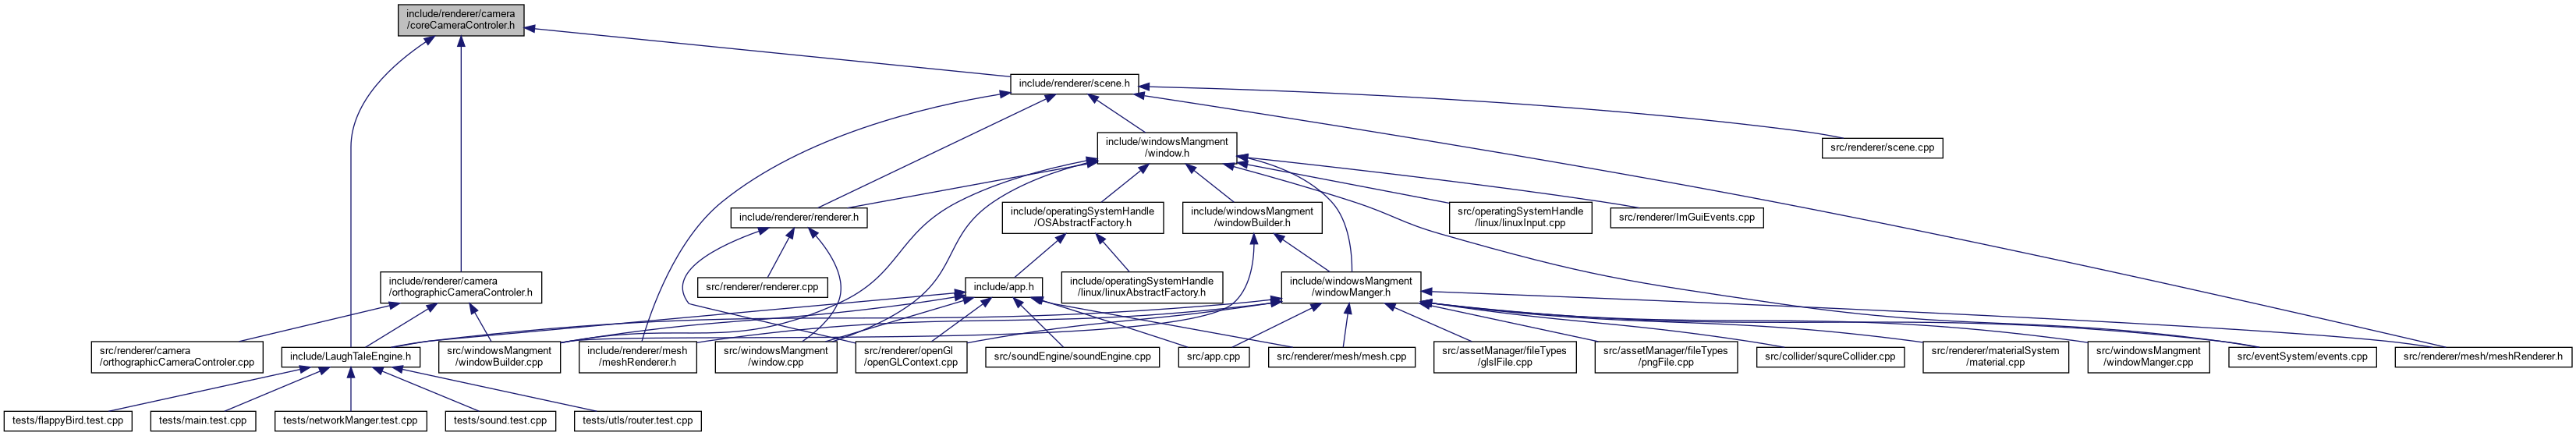 include/renderer/camera
/coreCameraControler.h
include/renderer/scene.h
include/windowsMangment
/window.h
src/renderer/scene.cpp
include/renderer/renderer.h
include/operatingSystemHandle
/OSAbstractFactory.h
include/windowsMangment
/windowBuilder.h
src/operatingSystemHandle
/linux/linuxInput.cpp
src/renderer/ImGuiEvents.cpp
include/renderer/camera
/orthographicCameraControler.h
src/renderer/renderer.cpp
include/app.h
include/operatingSystemHandle
/linux/linuxAbstractFactory.h
include/windowsMangment
/windowManger.h
src/renderer/camera
/orthographicCameraControler.cpp
include/LaughTaleEngine.h
src/windowsMangment
/windowBuilder.cpp
include/renderer/mesh
/meshRenderer.h
src/windowsMangment
/window.cpp
src/renderer/openGl
/openGLContext.cpp
src/soundEngine/soundEngine.cpp
src/app.cpp
src/renderer/mesh/mesh.cpp
src/assetManager/fileTypes
/glslFile.cpp
src/assetManager/fileTypes
/pngFile.cpp
src/collider/squreCollider.cpp
src/renderer/materialSystem
/material.cpp
src/windowsMangment
/windowManger.cpp
src/eventSystem/events.cpp
src/renderer/mesh/meshRenderer.h
tests/flappyBird.test.cpp
tests/main.test.cpp
tests/networkManger.test.cpp
tests/sound.test.cpp
tests/utls/router.test.cpp